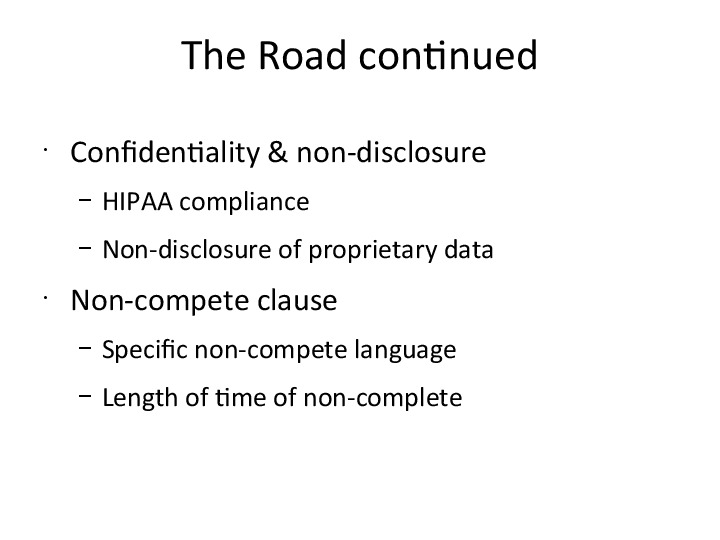 The Road continued
· Confidentiality & non-disclosure
– HIPAA compliance
– Non-disclosure of proprietary data
· Non-compete clause
– Specific non-compete language
– Length of time of non-complete